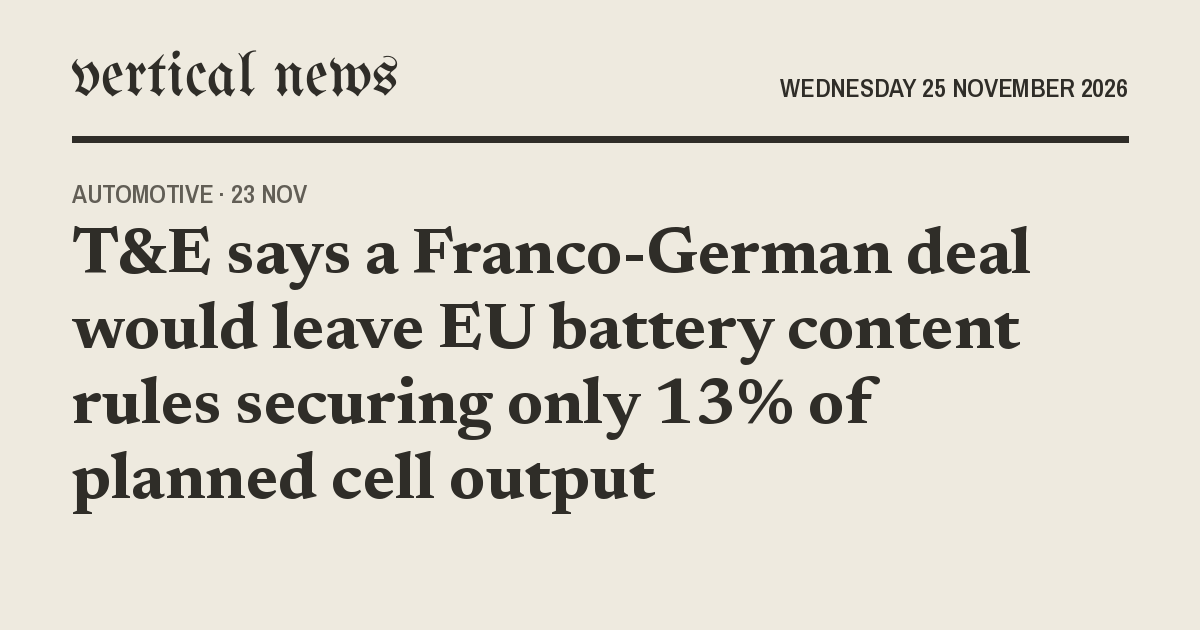 vertical news
WEDNESDAY 25 NOVEMBER 2026
AUTOMOTIVE · 23 NOV
T&E says a Franco-German deal
would leave EU battery content
rules securing only 13% of
planned cell output